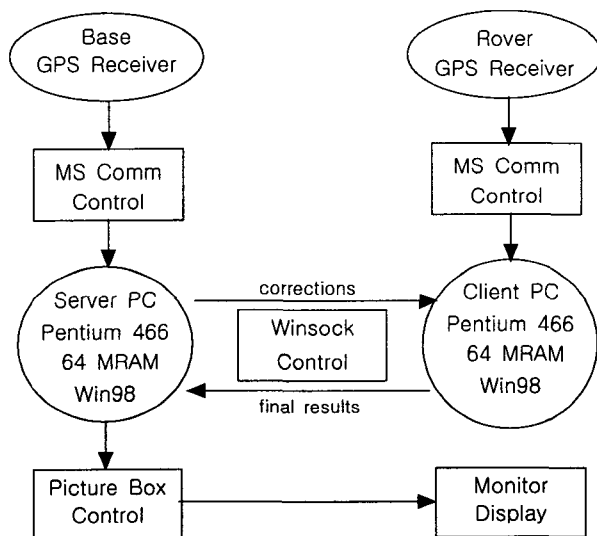 Base
GPS Receiver
Rover
GPS Receiver
MS Comm
Control
MS Comm
Control
Server PC
Pentium 466
64 MRAM
Win98
corrections
Winsock
Control
final results
Client PC
Pentium 466
64 MRAM
Win98
Picture Box
Control
Monitor
Display